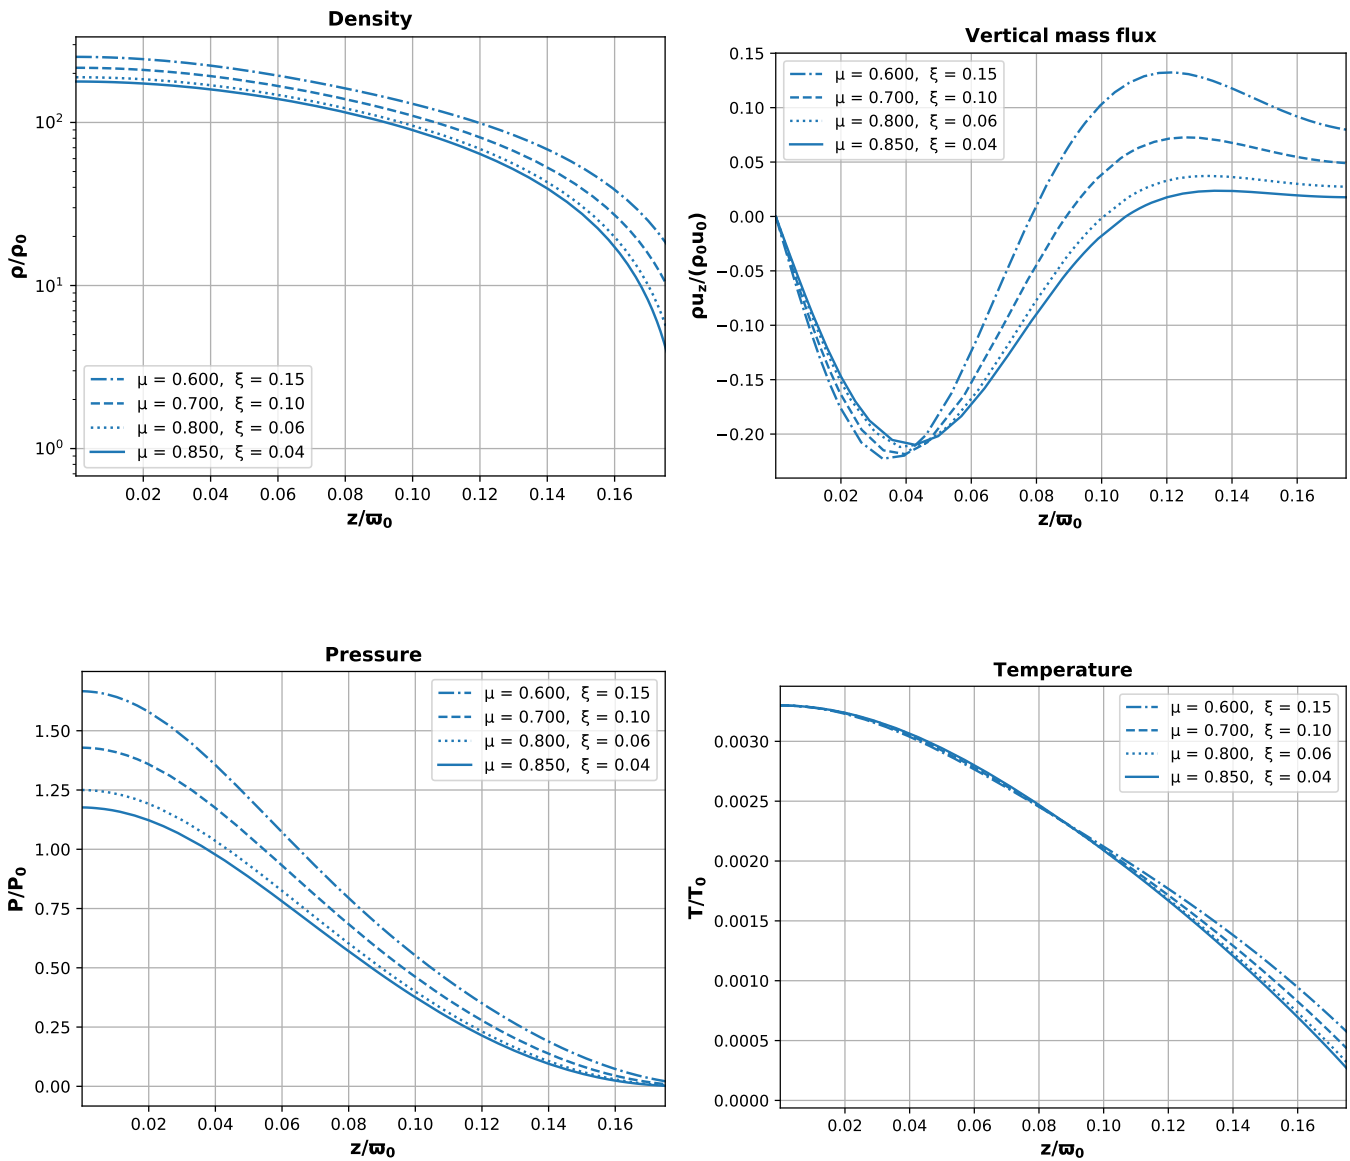 Density
10²
10¹
10⁰
ρ/ρ₀
μ = 0.600, ξ = 0.15
μ = 0.700, ξ = 0.10
μ = 0.800, ξ = 0.06
μ = 0.850, ξ = 0.04
0.02 0.04 0.06 0.08 0.10 0.12 0.14 0.16
z/ϖ₀
Vertical mass flux
0.15
0.10
0.05
0.00
−0.05
−0.10
−0.15
−0.20
ρu_z/(ρ₀u₀)
μ = 0.600, ξ = 0.15
μ = 0.700, ξ = 0.10
μ = 0.800, ξ = 0.06
μ = 0.850, ξ = 0.04
0.02 0.04 0.06 0.08 0.10 0.12 0.14 0.16
z/ϖ₀
Pressure
1.50
1.25
1.00
0.75
0.50
0.25
0.00
P/P₀
μ = 0.600, ξ = 0.15
μ = 0.700, ξ = 0.10
μ = 0.800, ξ = 0.06
μ = 0.850, ξ = 0.04
0.02 0.04 0.06 0.08 0.10 0.12 0.14 0.16
z/ϖ₀
Temperature
0.0030
0.0025
0.0020
0.0015
0.0010
0.0005
0.0000
T/T₀
μ = 0.600, ξ = 0.15
μ = 0.700, ξ = 0.10
μ = 0.800, ξ = 0.06
μ = 0.850, ξ = 0.04
0.02 0.04 0.06 0.08 0.10 0.12 0.14 0.16
z/ϖ₀